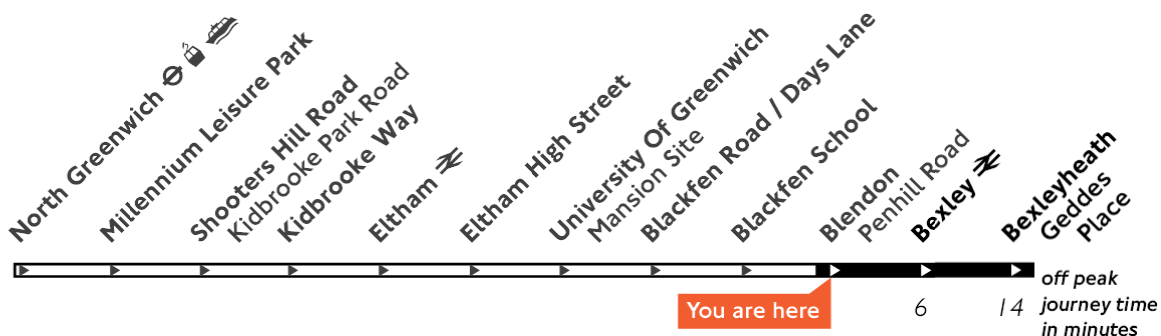 North Greenwich
Millennium Leisure Park
Shooters Hill Road
Kidbrooke Park Road
Kidbrooke Way
Eltham
Eltham High Street
University Of Greenwich
Mansion Site
Blackfen Road / Days Lane
Blackfen School
Blendon
Penhill Road
Bexley
Bexleyheath
Geddes
Place
You are here
6
14
off peak
journey time
in minutes